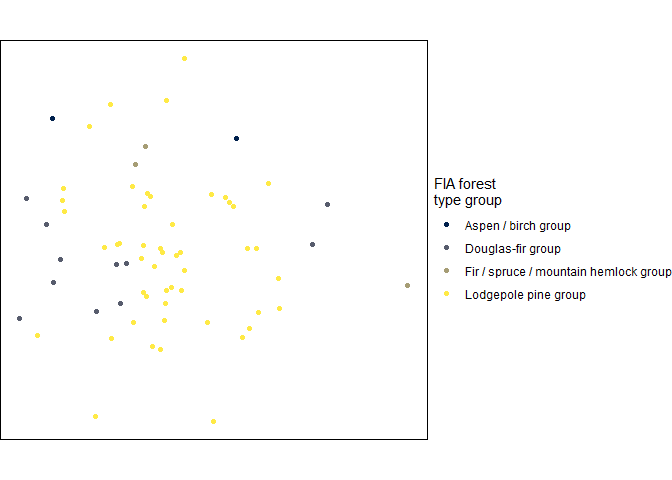 FIA forest
type group
Aspen / birch group
Douglas-fir group
Fir / spruce / mountain hemlock group
Lodgepole pine group